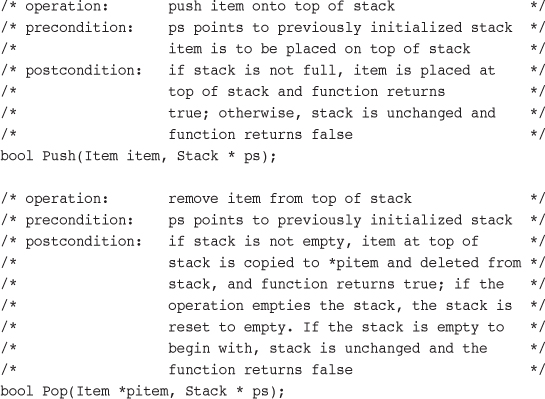 /* operation:       push item onto top of stack              */
/* precondition:    ps points to previously initialized stack  */
/*                  item is to be placed on top of stack       */
/* postcondition:   if stack is not full, item is placed at    */
/*                  top of stack and function returns          */
/*                  true; otherwise, stack is unchanged and    */
/*                  function returns false                     */
bool Push(Item item, Stack * ps);

/* operation:       remove item from top of stack              */
/* precondition:    ps points to previously initialized stack  */
/* postcondition:   if stack is not empty, item at top of      */
/*                  stack is copied to *pitem and deleted from */
/*                  stack, and function returns true; if the   */
/*                  operation empties the stack, the stack is  */
/*                  reset to empty. If the stack is empty to   */
/*                  begin with, stack is unchanged and the     */
/*                  function returns false                     */
bool Pop(Item *pitem, Stack * ps);